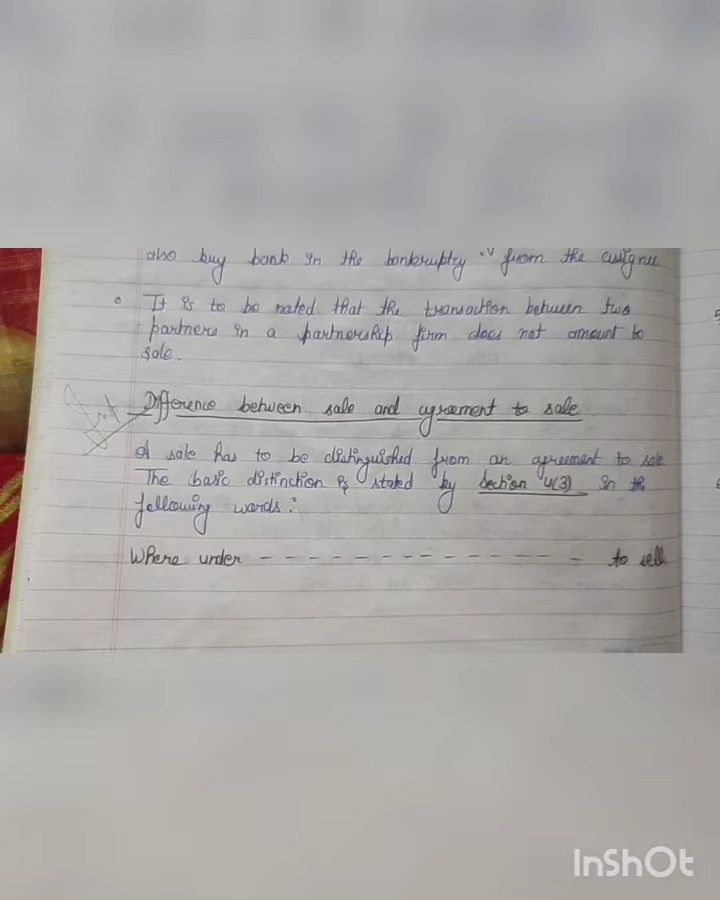 also buy bank in the bankruptcy from the
• It is to be noted that the transaction between two
partners in a partnership firm does not amount to
sale.
Imt
Difference between sale and agreement to sale
A sale has to be distinguished from an agreement to sale
The basic distinction is stated by Section 4(3) in the
following words:
Where under - - - - - - - - - - - - - - to sell
InShOt